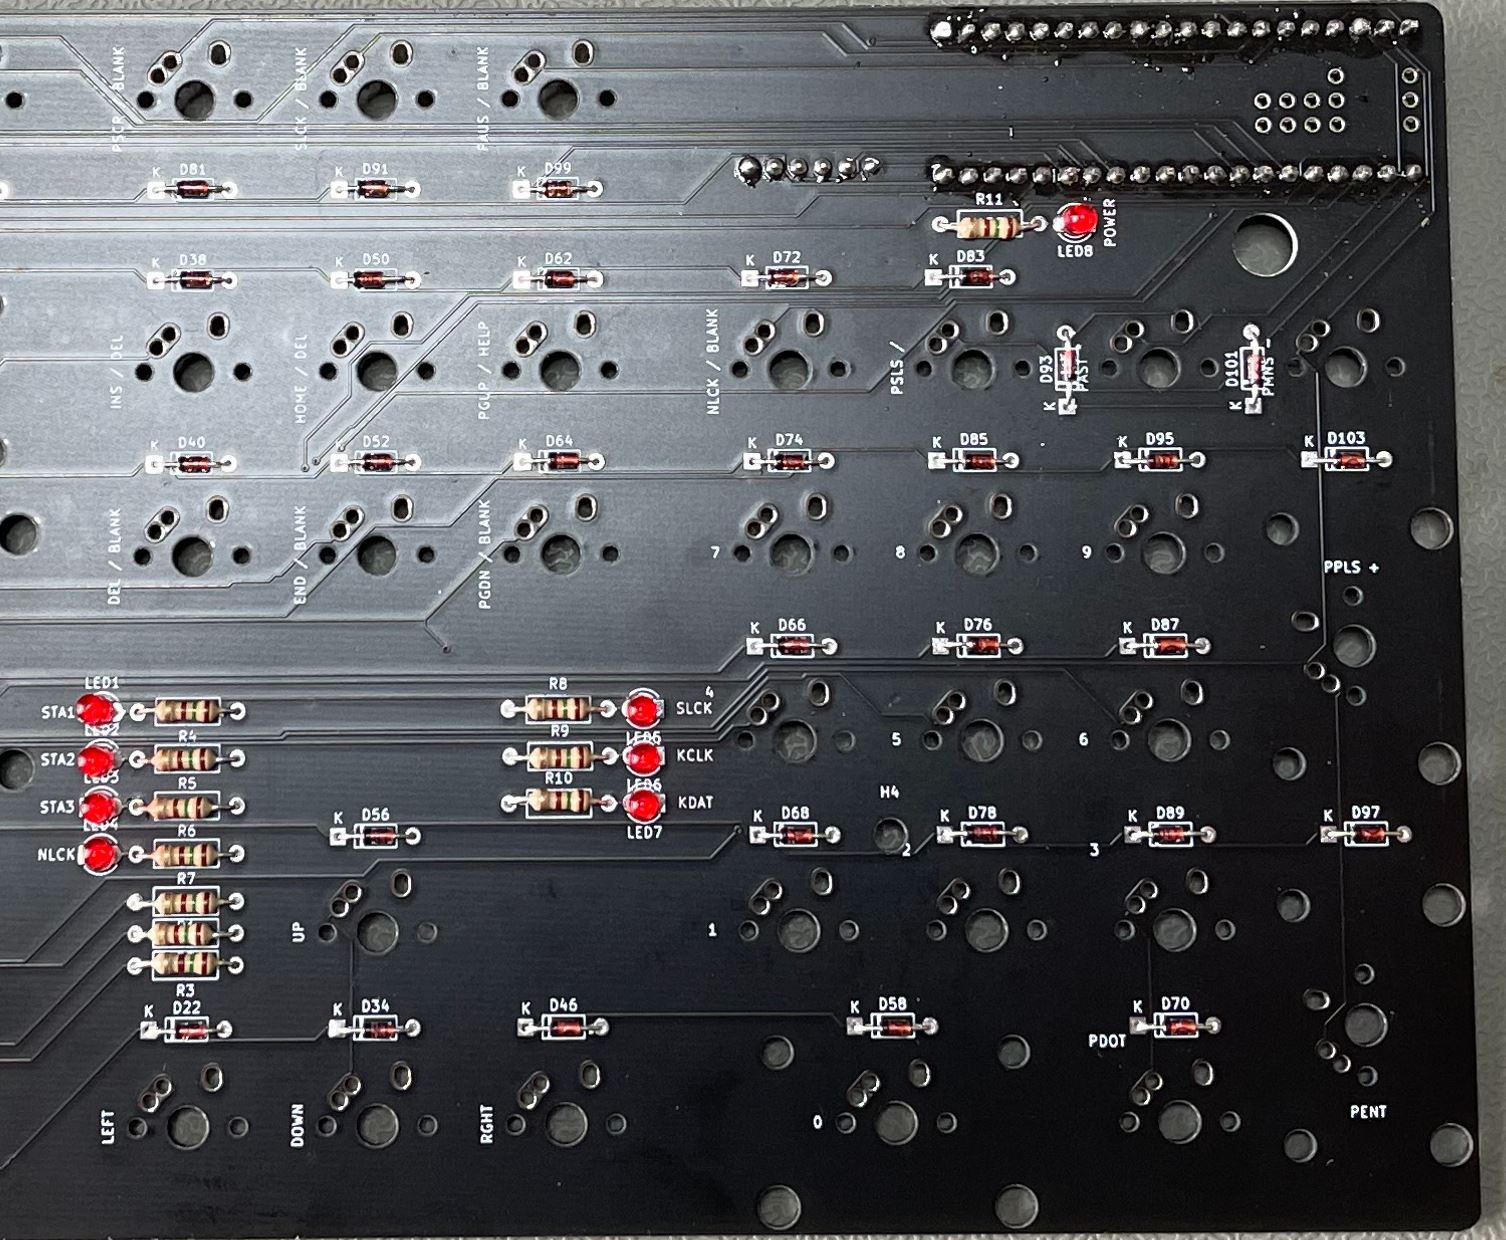 PSCR / BLANK
SLCK / BLANK
PAUS / BLANK
D81
K
D91
K
D99
K
R11
POWER
LED8
D38
K
D50
K
D62
K
D72
K
D83
K
INS / DEL
HOME / DEL
PGUP / HELP
NLCK / BLANK
PSLS /
D93
K
PAST
D101
K
PMNS -
D40
K
D52
K
D64
K
D74
K
D85
K
D95
K
D103
K
DEL / BLANK
END / BLANK
PGDN / BLANK
7
8
9
PPLS +
D66
K
D76
K
D87
K
LED1
STA1
R8
SLCK
4
R4
R9
LED5
5
6
STA2
KCLK
LED3
R5
R10
LED6
STA3
KDAT
LED4
R6
LED7
H4
D56
K
D68
K
D78
K
D89
K
D97
K
NLCK
2
3
R7
UP
1
R3
D22
K
D34
K
D46
K
D58
K
D70
K
PDOT
LEFT
DOWN
RGHT
0
PENT